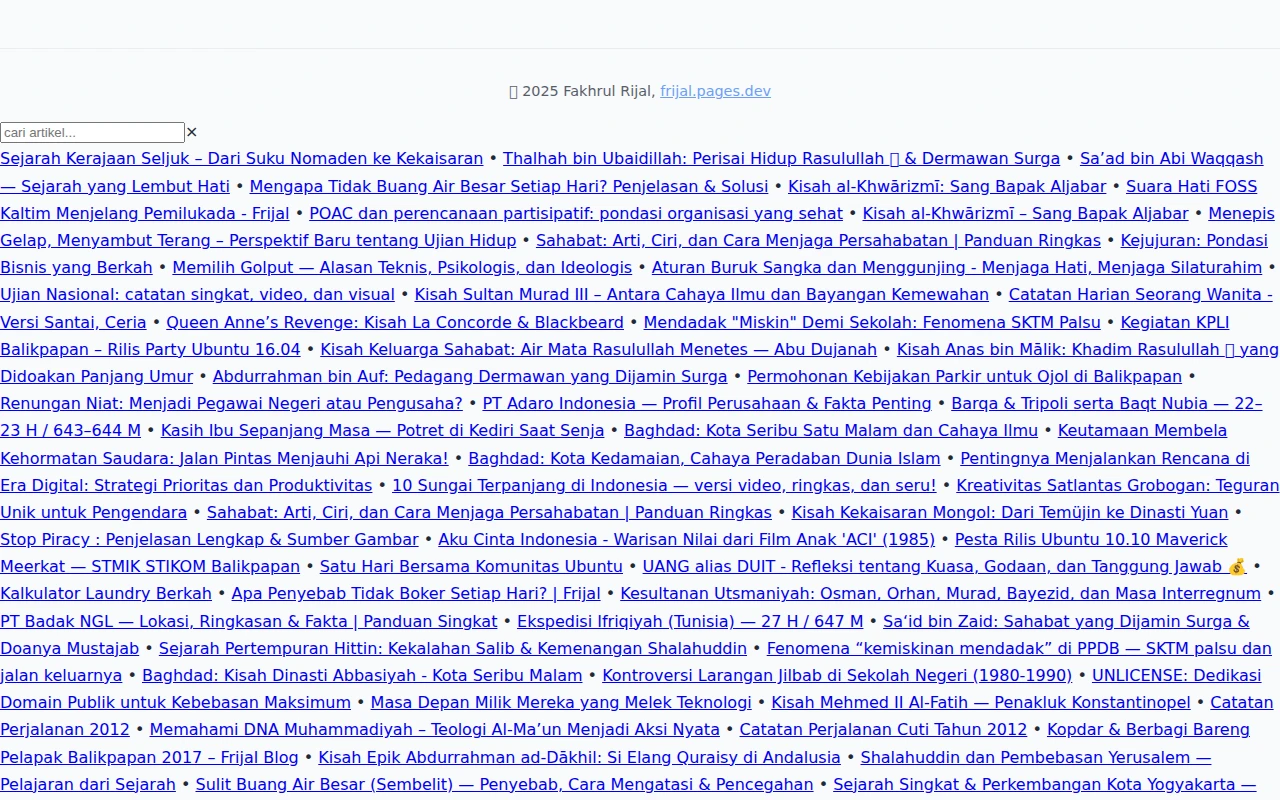 2025 Fakhrul Rijal, frijal.pages.dev
cari artikel... ×
Sejarah Kerajaan Seljuk – Dari Suku Nomaden ke Kekaisaran • Thalhah bin Ubaidillah: Perisai Hidup Rasulullah & Dermawan Surga • Sa’ad bin Abi Waqqash
— Sejarah yang Lembut Hati • Mengapa Tidak Buang Air Besar Setiap Hari? Penjelasan & Solusi • Kisah al-Khwārizmī: Sang Bapak Aljabar • Suara Hati FOSS
Kaltim Menjelang Pemilukada - Frijal • POAC dan perencanaan partisipatif: pondasi organisasi yang sehat • Kisah al-Khwārizmī – Sang Bapak Aljabar • Menepis
Gelap, Menyambut Terang – Perspektif Baru tentang Ujian Hidup • Sahabat: Arti, Ciri, dan Cara Menjaga Persahabatan | Panduan Ringkas • Kejujuran: Pondasi
Bisnis yang Berkah • Memilih Golput — Alasan Teknis, Psikologis, dan Ideologis • Aturan Buruk Sangka dan Menggunjing - Menjaga Hati, Menjaga Silaturahim •
Ujian Nasional: catatan singkat, video, dan visual • Kisah Sultan Murad III – Antara Cahaya Ilmu dan Bayangan Kemewahan • Catatan Harian Seorang Wanita -
Versi Santai, Ceria • Queen Anne’s Revenge: Kisah La Concorde & Blackbeard • Mendadak "Miskin" Demi Sekolah: Fenomena SKTM Palsu • Kegiatan KPLI
Balikpapan – Rilis Party Ubuntu 16.04 • Kisah Keluarga Sahabat: Air Mata Rasulullah Menetes — Abu Dujanah • Kisah Anas bin Mālik: Khadim Rasulullah yang
Didoakan Panjang Umur • Abdurrahman bin Auf: Pedagang Dermawan yang Dijamin Surga • Permohonan Kebijakan Parkir untuk Ojol di Balikpapan •
Renungan Niat: Menjadi Pegawai Negeri atau Pengusaha? • PT Adaro Indonesia — Profil Perusahaan & Fakta Penting • Barqa & Tripoli serta Baqt Nubia — 22–
23 H / 643–644 M • Kasih Ibu Sepanjang Masa — Potret di Kediri Saat Senja • Baghdad: Kota Seribu Satu Malam dan Cahaya Ilmu • Keutamaan Membela
Kehormatan Saudara: Jalan Pintas Menjauhi Api Neraka! • Baghdad: Kota Kedamaian, Cahaya Peradaban Dunia Islam • Pentingnya Menjalankan Rencana di
Era Digital: Strategi Prioritas dan Produktivitas • 10 Sungai Terpanjang di Indonesia — versi video, ringkas, dan seru! • Kreativitas Satlantas Grobogan: Teguran
Unik untuk Pengendara • Sahabat: Arti, Ciri, dan Cara Menjaga Persahabatan | Panduan Ringkas • Kisah Kekaisaran Mongol: Dari Temüjin ke Dinasti Yuan •
Stop Piracy : Penjelasan Lengkap & Sumber Gambar • Aku Cinta Indonesia - Warisan Nilai dari Film Anak 'ACI' (1985) • Pesta Rilis Ubuntu 10.10 Maverick
Meerkat — STMIK STIKOM Balikpapan • Satu Hari Bersama Komunitas Ubuntu • UANG alias DUIT - Refleksi tentang Kuasa, Godaan, dan Tanggung Jawab 💰 •
Kalkulator Laundry Berkah • Apa Penyebab Tidak Boker Setiap Hari? | Frijal • Kesultanan Utsmaniyah: Osman, Orhan, Murad, Bayezid, dan Masa Interregnum •
PT Badak NGL — Lokasi, Ringkasan & Fakta | Panduan Singkat • Ekspedisi Ifriqiyah (Tunisia) — 27 H / 647 M • Sa‘id bin Zaid: Sahabat yang Dijamin Surga &
Doanya Mustajab • Sejarah Pertempuran Hittin: Kekalahan Salib & Kemenangan Shalahuddin • Fenomena “kemiskinan mendadak” di PPDB — SKTM palsu dan
jalan keluarnya • Baghdad: Kisah Dinasti Abbasiyah - Kota Seribu Malam • Kontroversi Larangan Jilbab di Sekolah Negeri (1980-1990) • UNLICENSE: Dedikasi
Domain Publik untuk Kebebasan Maksimum • Masa Depan Milik Mereka yang Melek Teknologi • Kisah Mehmed II Al-Fatih — Penakluk Konstantinopel • Catatan
Perjalanan 2012 • Memahami DNA Muhammadiyah – Teologi Al-Ma’un Menjadi Aksi Nyata • Catatan Perjalanan Cuti Tahun 2012 • Kopdar & Berbagi Bareng
Pelapak Balikpapan 2017 – Frijal Blog • Kisah Epik Abdurrahman ad-Dākhil: Si Elang Quraisy di Andalusia • Shalahuddin dan Pembebasan Yerusalem —
Pelajaran dari Sejarah • Sulit Buang Air Besar (Sembelit) — Penyebab, Cara Mengatasi & Pencegahan • Sejarah Singkat & Perkembangan Kota Yogyakarta —